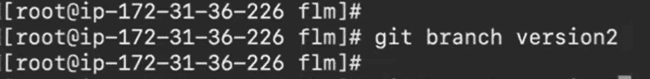 [[root@ip-172-31-36-226 flm]#
[[root@ip-172-31-36-226 flm]# git branch version2
[[root@ip-172-31-36-226 flm]#